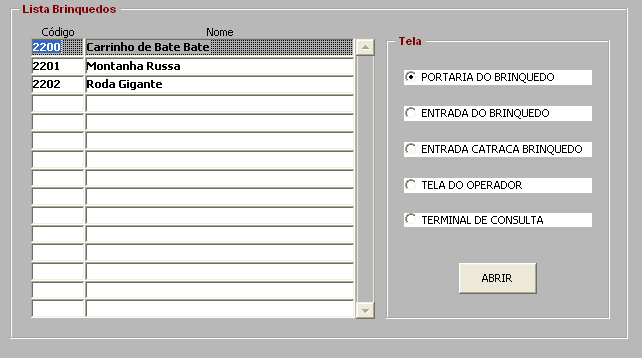 Lista Brinquedos
Código Nome
2200 Carrinho de Bate Bate
2201 Montanha Russa
2202 Roda Gigante
Tela
PORTARIA DO BRINQUEDO
ENTRADA DO BRINQUEDO
ENTRADA CATRACA BRINQUEDO
TELA DO OPERADOR
TERMINAL DE CONSULTA
ABRIR